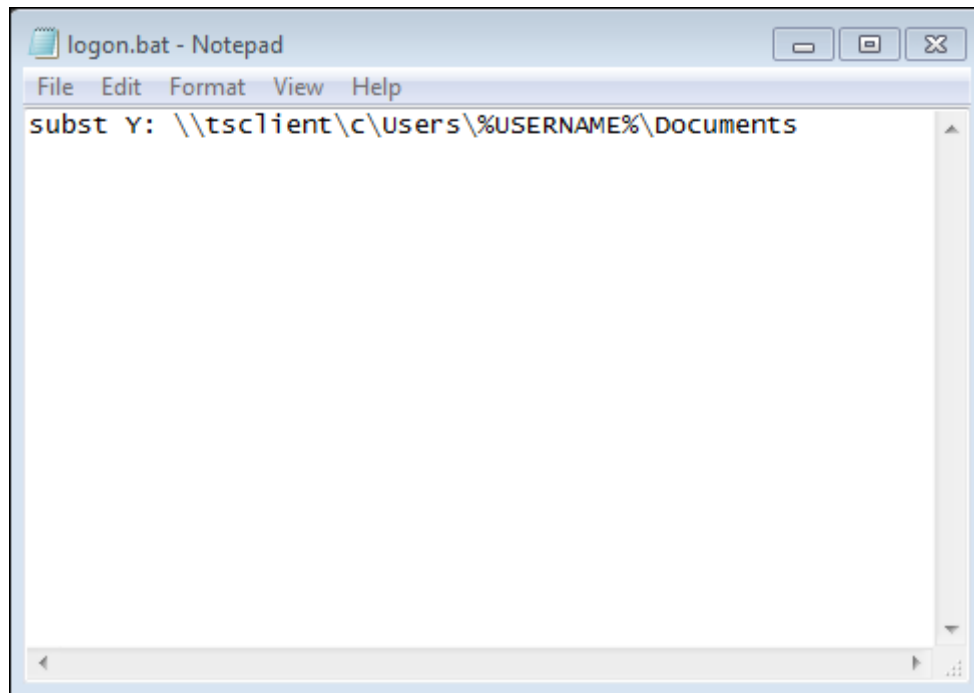 logon.bat - Notepad
File Edit Format View Help
subst Y: \\tsclient\c\Users\%USERNAME%\Documents